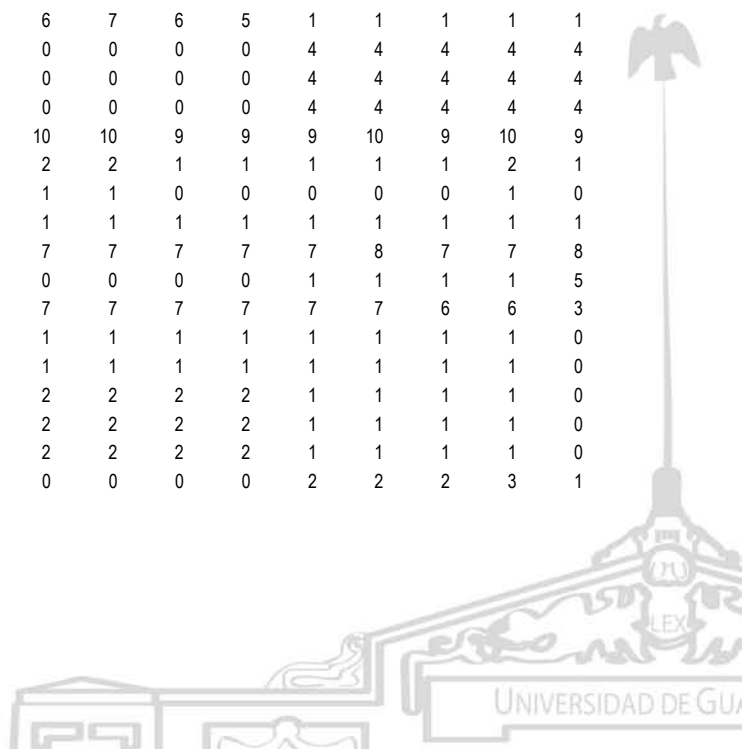 6 7 6 5 1 1 1 1 1
0 0 0 0 4 4 4 4 4
0 0 0 0 4 4 4 4 4
0 0 0 0 4 4 4 4 4
10 10 9 9 9 10 9 10 9
2 2 1 1 1 1 1 2 1
1 1 0 0 0 0 0 1 0
1 1 1 1 1 1 1 1 1
7 7 7 7 7 8 7 7 8
0 0 0 0 1 1 1 1 5
7 7 7 7 7 7 6 6 3
1 1 1 1 1 1 1 1 0
1 1 1 1 1 1 1 1 0
2 2 2 2 1 1 1 1 0
2 2 2 2 1 1 1 1 0
2 2 2 2 1 1 1 1 0
0 0 0 0 2 2 2 3 1
LEX
UNIVERSIDAD DE